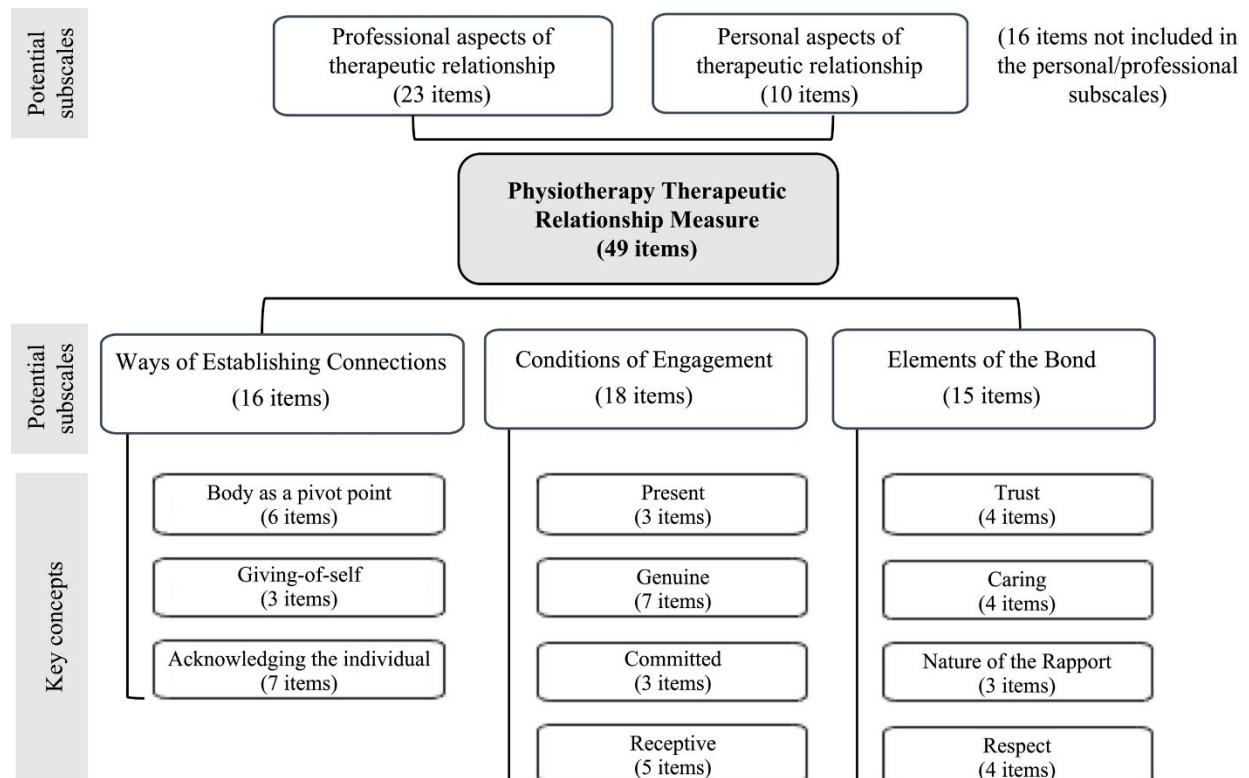 Potential
subscales
Professional aspects of
therapeutic relationship
(23 items)
Personal aspects of
therapeutic relationship
(10 items)
(16 items not included in
the personal/professional
subscales)
Physiotherapy Therapeutic
Relationship Measure
(49 items)
Potential
subscales
Ways of Establishing Connections
(16 items)
Conditions of Engagement
(18 items)
Elements of the Bond
(15 items)
Key concepts
Body as a pivot point
(6 items)
Giving-of-self
(3 items)
Acknowledging the individual
(7 items)
Present
(3 items)
Genuine
(7 items)
Committed
(3 items)
Receptive
(5 items)
Trust
(4 items)
Caring
(4 items)
Nature of the Rapport
(3 items)
Respect
(4 items)